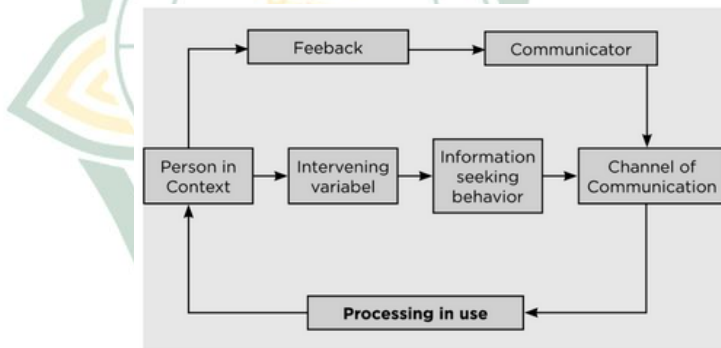 Feeback
Communicator
Person in
Context
Intervening
variabel
Information
seeking
behavior
Channel of
Communication
Processing in use